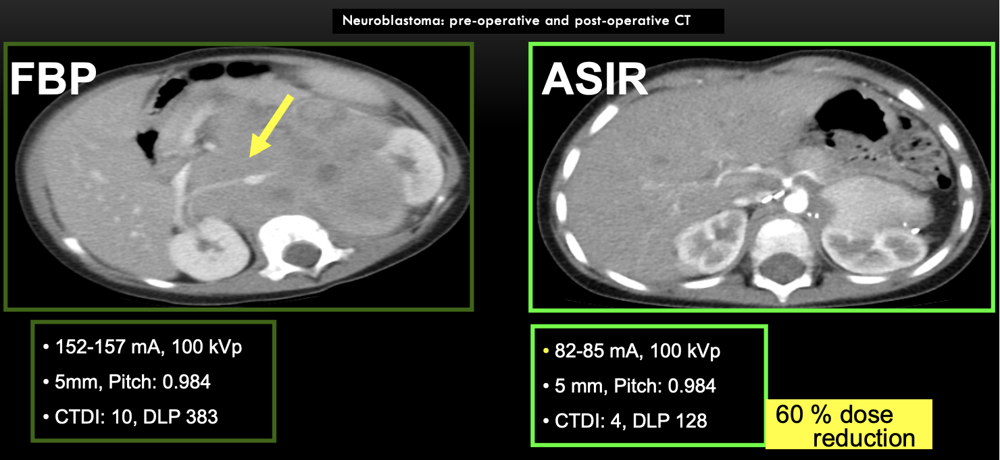 Neuroblastoma: pre-operative and post-operative CT
FBP
ASIR
• 152-157 mA, 100 kVp
• 5mm, Pitch: 0.984
• CTDI: 10, DLP 383
• 82-85 mA, 100 kVp
• 5 mm, Pitch: 0.984
• CTDI: 4, DLP 128
60 % dose
reduction